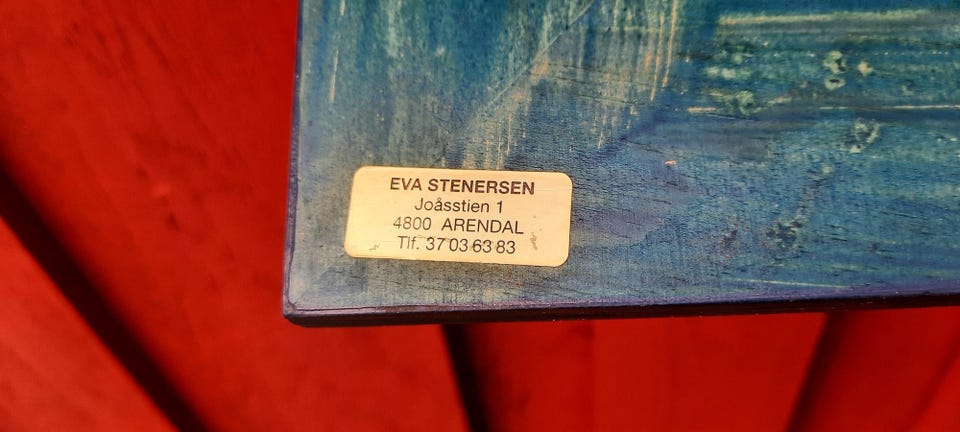 EVA STENERSEN
Joåsstien 1
4800 ARENDAL
Tlf. 37 03 63 83